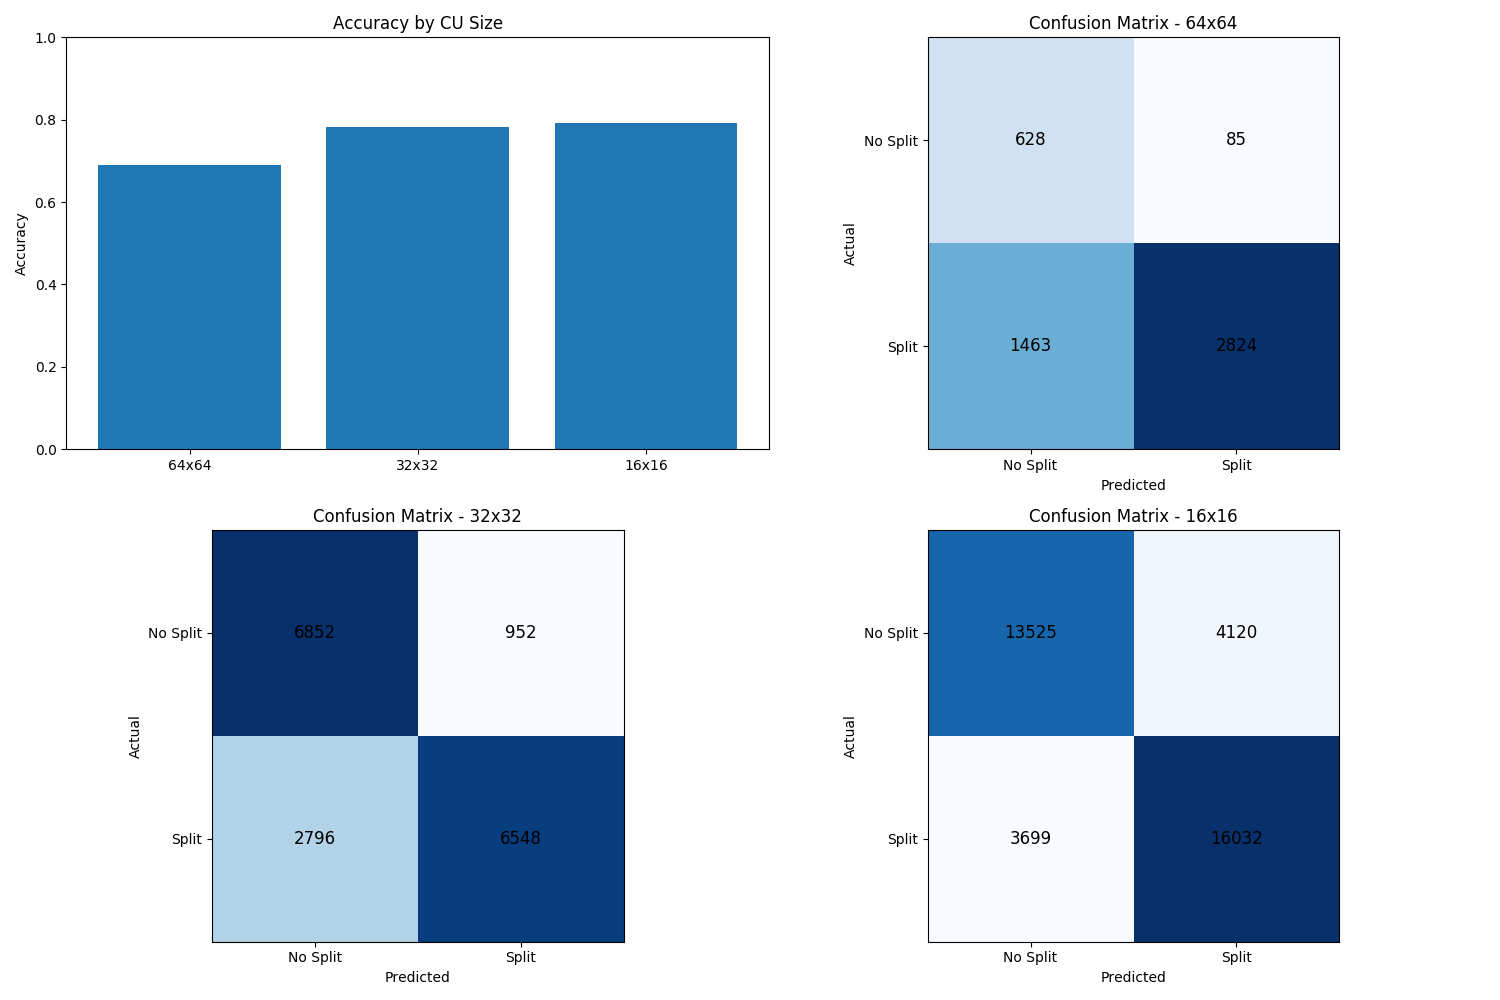 Accuracy by CU Size
1.0
0.8
0.6
0.4
0.2
0.0
Accuracy
64x64 32x32 16x16
Confusion Matrix - 64x64
No Split 628 85
Actual
Split 1463 2824
No Split Split
Predicted
Confusion Matrix - 32x32
No Split 6852 952
Actual
Split 2796 6548
No Split Split
Predicted
Confusion Matrix - 16x16
No Split 13525 4120
Actual
Split 3699 16032
No Split Split
Predicted